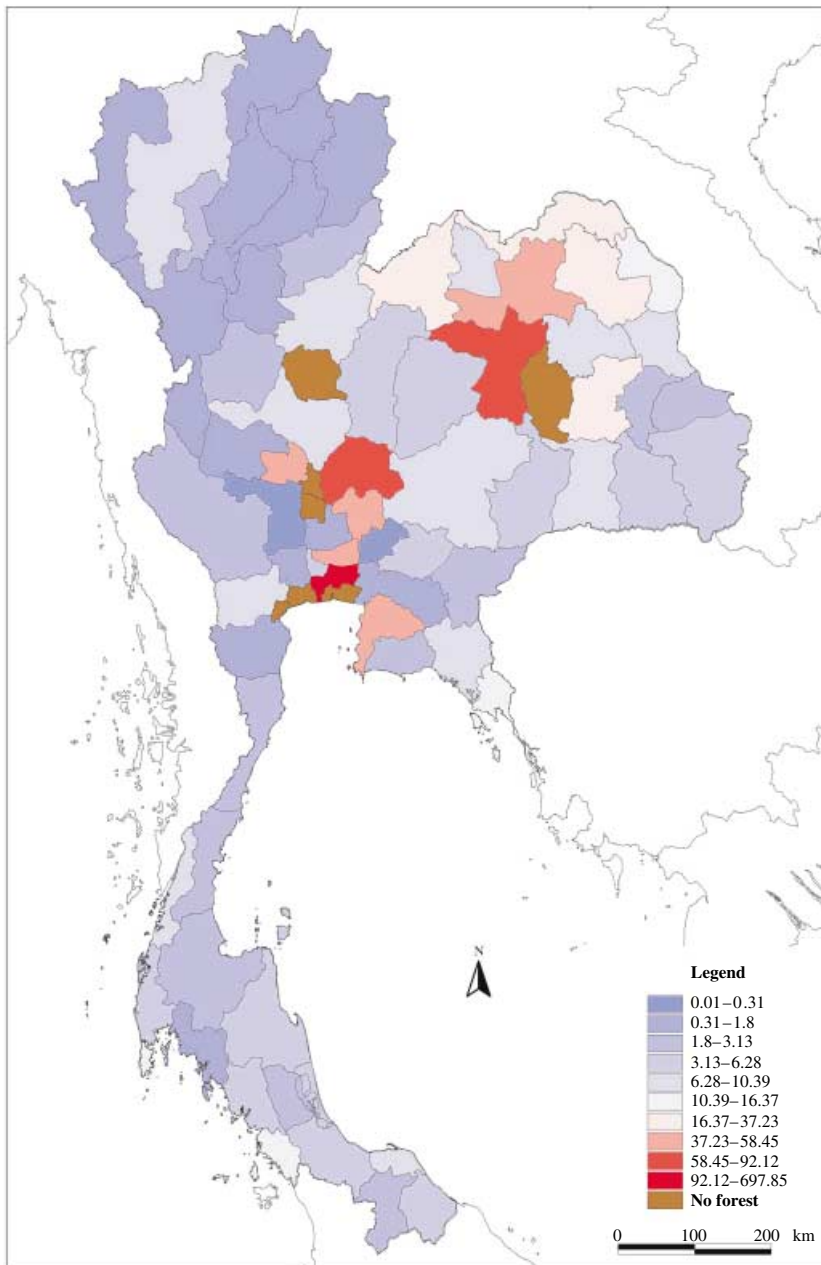 N
Legend
0.01–0.31
0.31–1.8
1.8–3.13
3.13–6.28
6.28–10.39
10.39–16.37
16.37–37.23
37.23–58.45
58.45–92.12
92.12–697.85
No forest
0 100 200 km